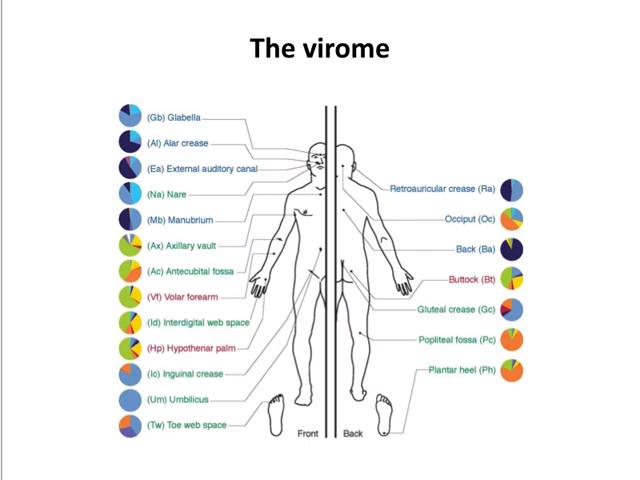 The virome
(Gb) Glabella
(Al) Alar crease
(Ea) External auditory canal
(Na) Nare
(Mb) Manubrium
(Ax) Axillary vault
(Ac) Antecubital fossa
(Vf) Volar forearm
(Id) Interdigital web space
(Hp) Hypothenar palm
(Ic) Inguinal crease
(Um) Umbilicus
(Tw) Toe web space
Front
Back
Retroauricular crease (Ra)
Occiput (Oc)
Back (Ba)
Buttock (Bt)
Gluteal crease (Gc)
Popliteal fossa (Pc)
Plantar heel (Ph)